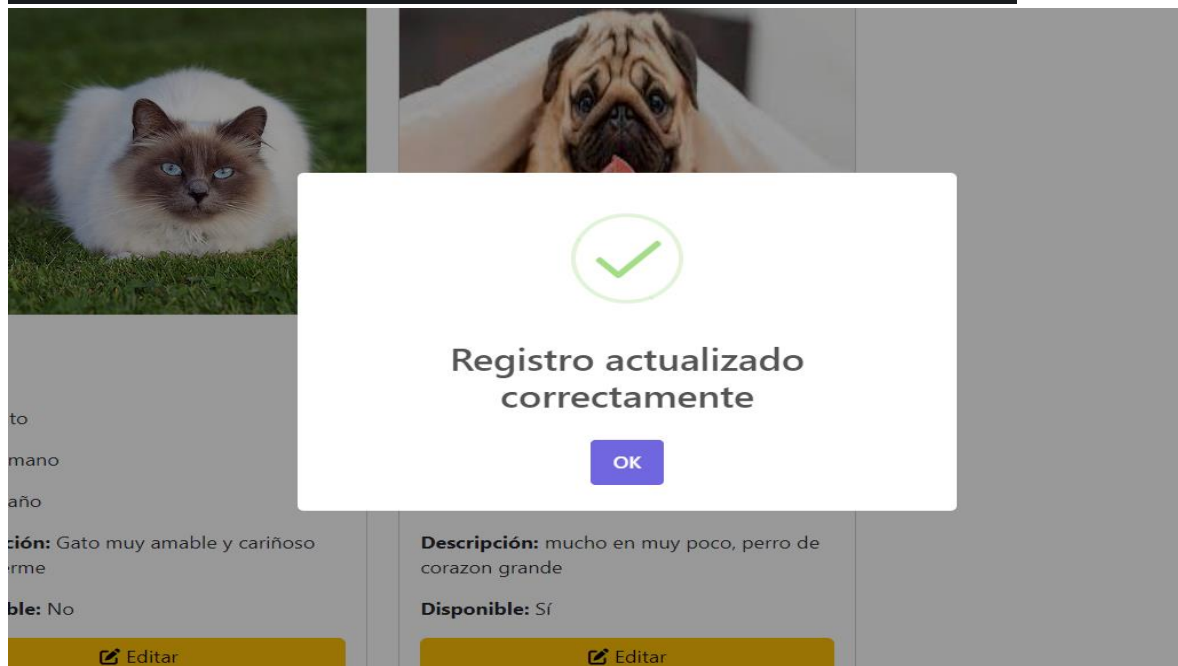 Registro actualizado
correctamente
OK
to
mano
año
ción: Gato muy amable y cariñoso
rme
ble: No
Editar
Descripción: mucho en muy poco, perro de
corazon grande
Disponible: Sí
Editar